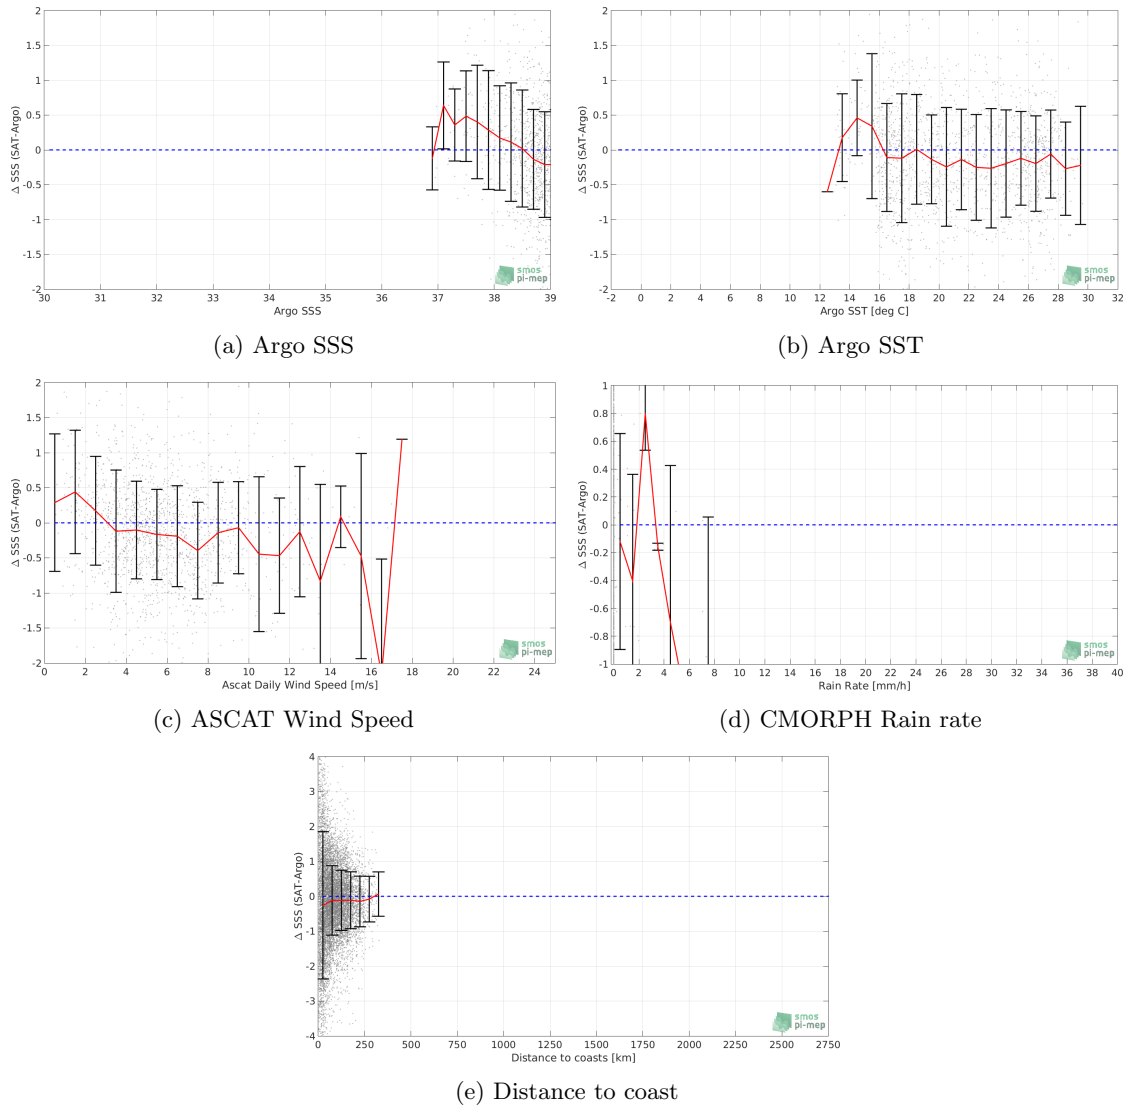 2
1.5
1
0.5
0
-0.5
-1
-1.5
-2
Δ SSS (SAT-Argo)
30 31 32 33 34 35 36 37 38 39
Argo SSS
smos
pi-mep
(a) Argo SSS
2
1.5
1
0.5
0
-0.5
-1
-1.5
-2
Δ SSS (SAT-Argo)
-2 0 2 4 6 8 10 12 14 16 18 20 22 24 26 28 30 32
Argo SST [deg C]
smos
pi-mep
(b) Argo SST
2
1.5
1
0.5
0
-0.5
-1
-1.5
-2
Δ SSS (SAT-Argo)
0 2 4 6 8 10 12 14 16 18 20 22 24
Ascat Daily Wind Speed [m/s]
smos
pi-mep
(c) ASCAT Wind Speed
1
0.8
0.6
0.4
0.2
0
-0.2
-0.4
-0.6
-0.8
-1
Δ SSS (SAT-Argo)
0 2 4 6 8 10 12 14 16 18 20 22 24 26 28 30 32 34 36 38 40
Rain Rate [mm/h]
smos
pi-mep
(d) CMORPH Rain rate
4
3
2
1
0
-1
-2
-3
-4
Δ SSS (SAT-Argo)
0 250 500 750 1000 1250 1500 1750 2000 2250 2500 2750
Distance to coasts [km]
smos
pi-mep
(e) Distance to coast